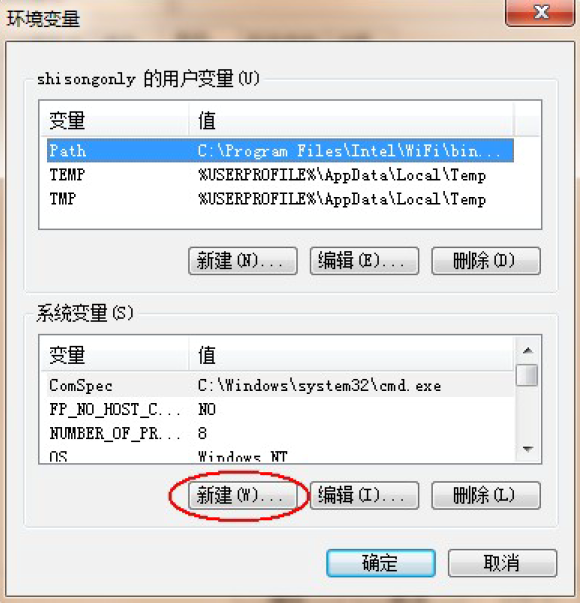 环境变量
shisongonly 的用户变量(U)
变量 值
Path C:\Program Files\Intel\WiFi\bin...
TEMP %USERPROFILE%\AppData\Local\Temp
TMP %USERPROFILE%\AppData\Local\Temp
新建(N)... 编辑(E)... 删除(D)
系统变量(S)
变量 值
ComSpec C:\Windows\system32\cmd.exe
FP_NO_HOST_C... NO
NUMBER_OF_PR... 8
OS Windows_NT
新建(W)... 编辑(I)... 删除(L)
确定 取消